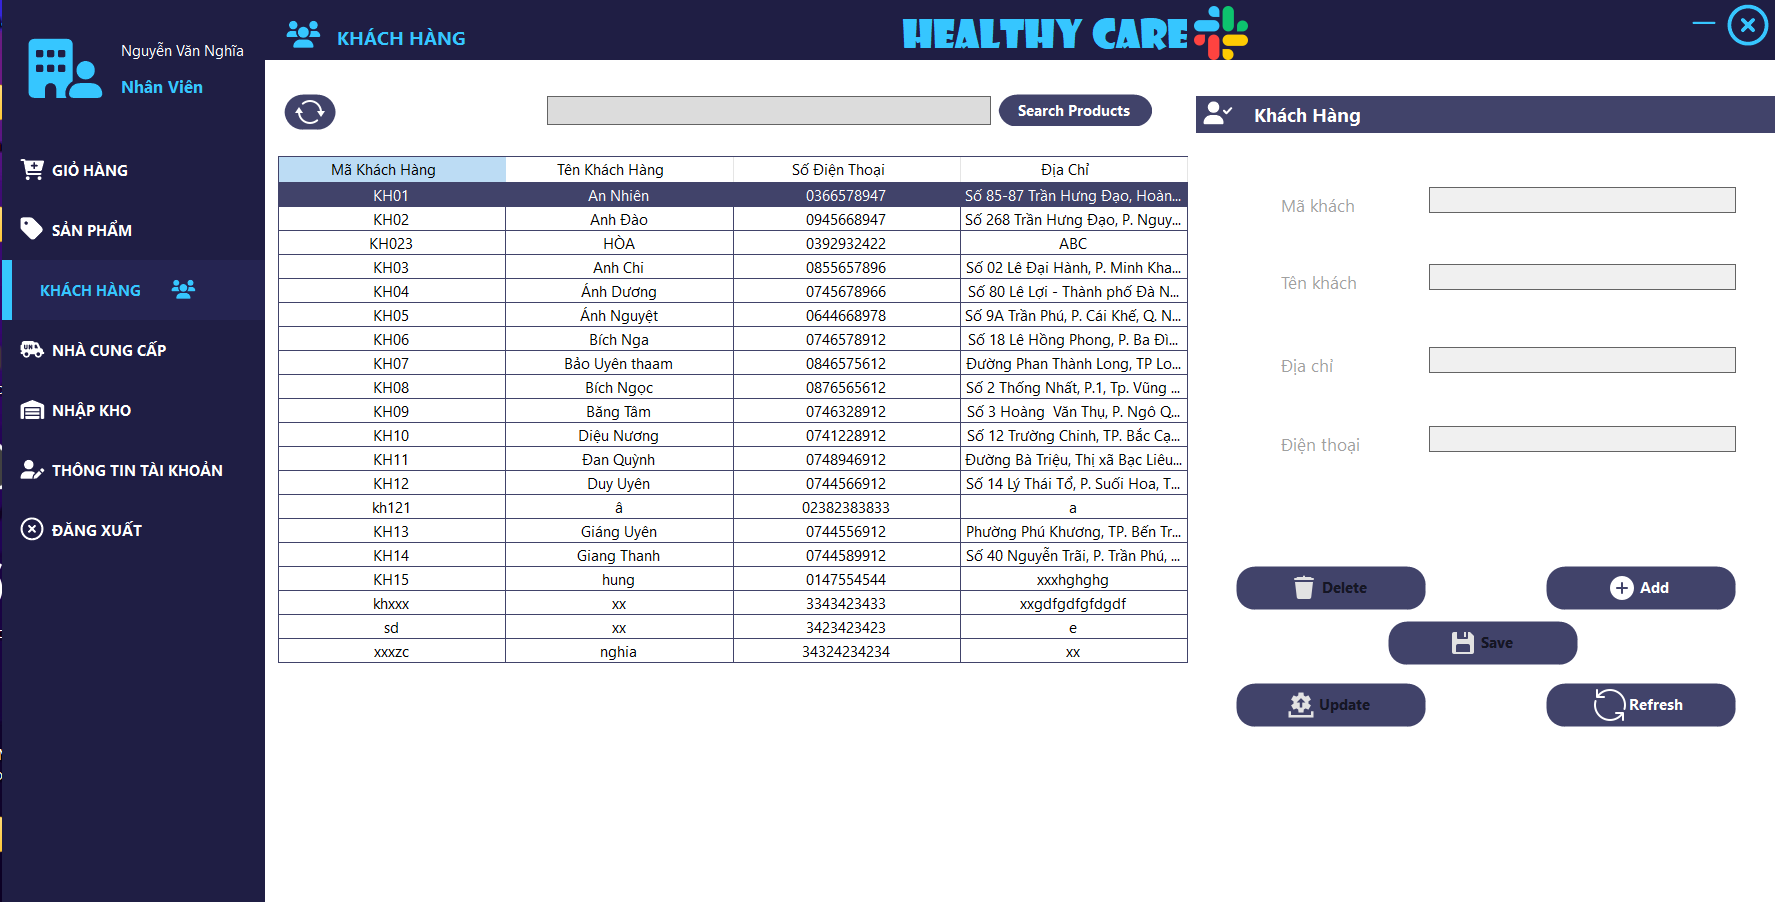 Nguyễn Văn Nghĩa
Nhân Viên
GIỎ HÀNG
SẢN PHẨM
KHÁCH HÀNG
NHÀ CUNG CẤP
NHẬP KHO
THÔNG TIN TÀI KHOẢN
ĐĂNG XUẤT
KHÁCH HÀNG
HEALTHY CARE
Search Products
Mã Khách Hàng Tên Khách Hàng Số Điện Thoại Địa Chỉ
KH01 An Nhiên 0366578947 Số 85-87 Trần Hưng Đạo, Hoàn...
KH02 Anh Đào 0945668947 Số 268 Trần Hưng Đạo, P. Nguy...
KH023 HÒA 0392932422 ABC
KH03 Anh Chi 0855657896 Số 02 Lê Đại Hành, P. Minh Kha...
KH04 Ánh Dương 0745678966 Số 80 Lê Lợi - Thành phố Đà N...
KH05 Ánh Nguyệt 0644668978 Số 9A Trần Phú, P. Cái Khế, Q. N...
KH06 Bích Nga 0746578912 Số 18 Lê Hồng Phong, P. Ba Đì...
KH07 Bảo Uyên thaam 0846575612 Đường Phan Thành Long, TP Lo...
KH08 Bích Ngọc 0876565612 Số 2 Thống Nhất, P.1, Tp. Vũng ...
KH09 Băng Tâm 0746328912 Số 3 Hoàng  Văn Thụ, P. Ngô Q...
KH10 Diệu Nương 0741228912 Số 12 Trường Chinh, TP. Bắc Cạ...
KH11 Đan Quỳnh 0748946912 Đường Bà Triệu, Thị xã Bạc Liêu...
KH12 Duy Uyên 0744566912 Số 14 Lý Thái Tổ, P. Suối Hoa, T...
kh121 â 02382383833 a
KH13 Giáng Uyên 0744556912 Phường Phú Khương, TP. Bến Tr...
KH14 Giang Thanh 0744589912 Số 40 Nguyễn Trãi, P. Trần Phú, ...
KH15 hung 0147554544 xxxhghghg
khxxx xx 3343423433 xxgdfgdfgfdgdf
sd xx 3423423423 e
xxxzc nghia 34324234234 xx
Khách Hàng
Mã khách
Tên khách
Địa chỉ
Điện thoại
Delete
Add
Save
Update
Refresh